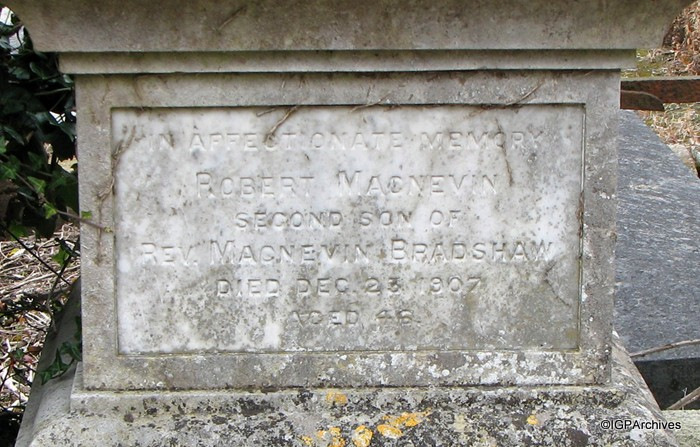 IN AFFECTIONATE MEMORY
ROBERT MACNEVIN
SECOND SON OF
REV. MACNEVIN BRADSHAW
DIED DEC. 23 1907
AGED 46.
©IGPArchives